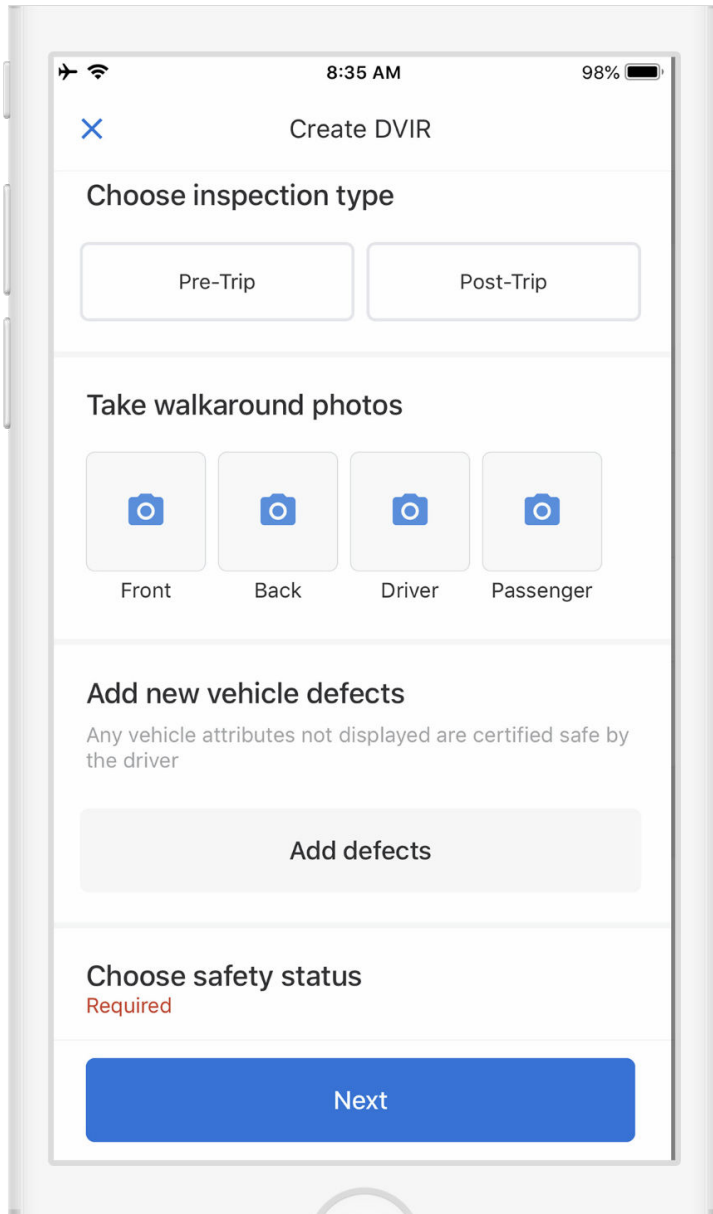 8:35 AM 98%
Create DVIR
Choose inspection type
Pre-Trip Post-Trip
Take walkaround photos
Front Back Driver Passenger
Add new vehicle defects
Any vehicle attributes not displayed are certified safe by
the driver
Add defects
Choose safety status
Required
Next